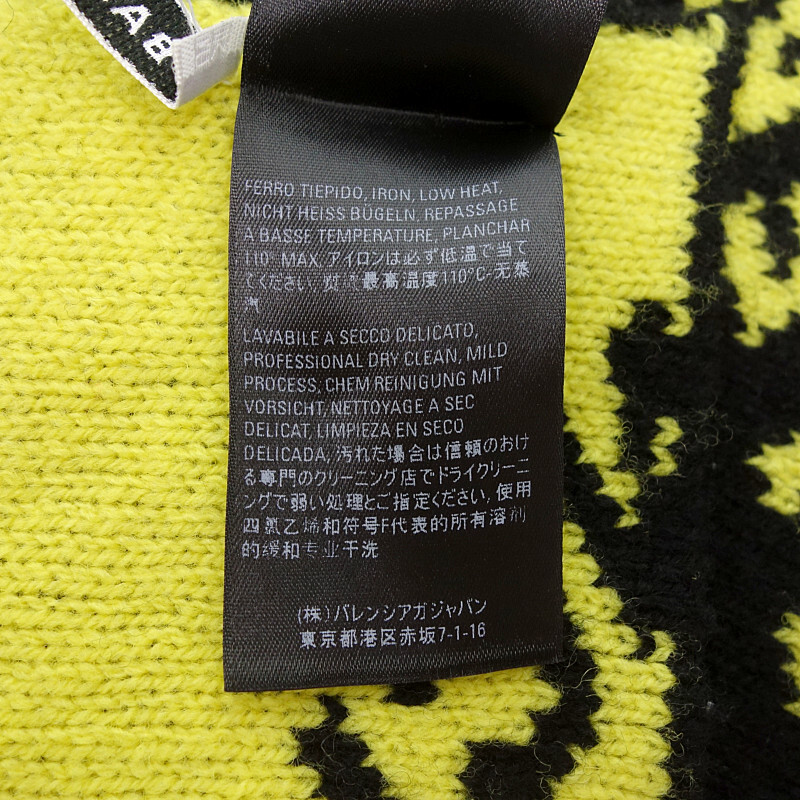 LAB
FERRO TIEPIDO, IRON, LOW HEAT,
NICHT HEISS BÜGELN, REPASSAGE
A BASSE TEMPERATURE, PLANCHAR
110° MAX, アイロンは必ず低温で当て
てください, 最高温度110°C-无蒸
汽
LAVABILE A SECCO DELICATO,
PROFESSIONAL DRY CLEAN, MILD
PROCESS, CHEM REINIGUNG MIT
VORSICHT, NETTOYAGE A SEC
DELICAT, LIMPIEZA EN SECO
DELICADA, 汚れた場合は信頼のおけ
る専門のクリーニング店でドライクリーニ
ングで弱い処理とご指定ください, 使用
四氯乙烯和符号F代表的所有溶剂
的缓和专业干洗
(株)バレンシアガジャパン
東京都港区赤坂7-1-16